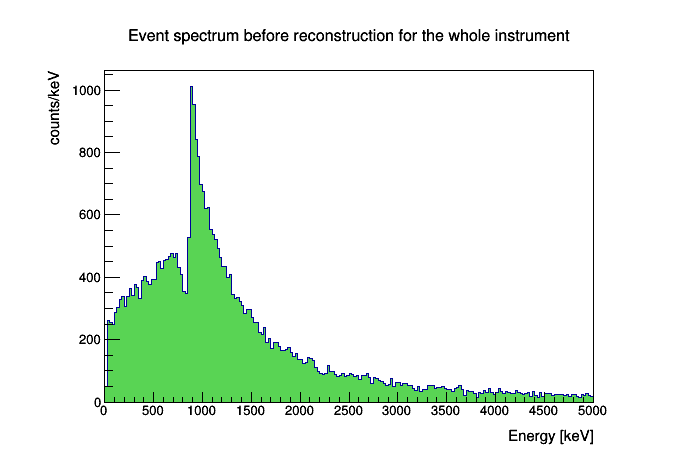 Event spectrum before reconstruction for the whole instrument
counts/keV
1000
800
600
400
200
0
0 500 1000 1500 2000 2500 3000 3500 4000 4500 5000
Energy [keV]